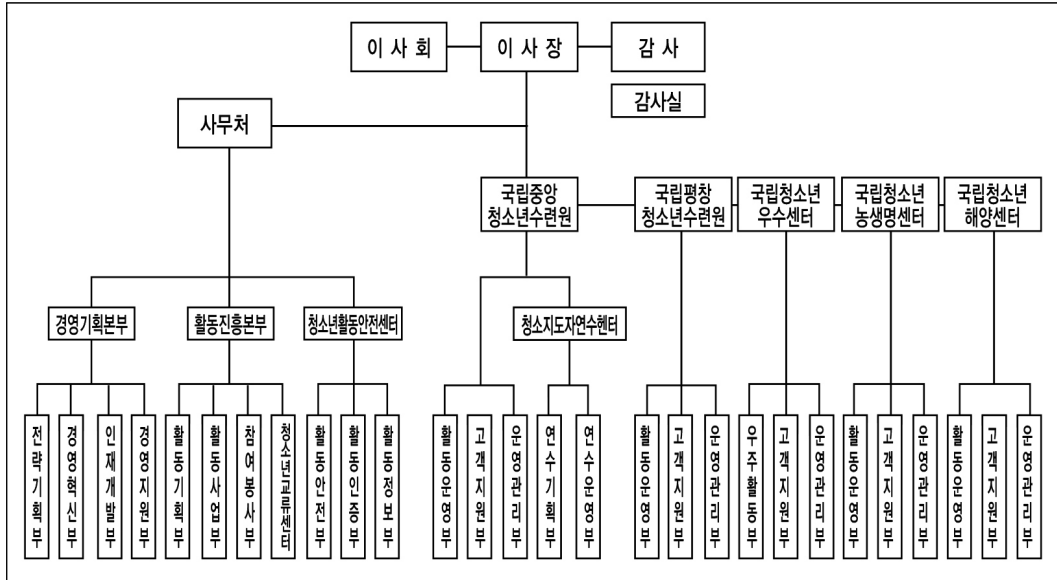 이 사 회
이 사 장
감 사
감사실
사무처
국립중앙
청소년수련원
국립평창
청소년수련원
국립청소년
우수센터
국립청소년
농생명센터
국립청소년
해양센터
경영기획본부
활동진흥본부
청소년활동안전센터
청소지도자연수헨터
전략기획부
경영혁신부
인재개발부
경영지원부
활동기획부
활동사업부
참여봉사부
청소년교류센터
활동안전부
활동인증부
활동정보부
활동운영부
고객지원부
운영관리부
연수기획부
연수운영부
활동운영부
고객지원부
운영관리부
우주활동부
고객지원부
운영관리부
활동운영부
고객지원부
운영관리부
활동운영부
고객지원부
운영관리부